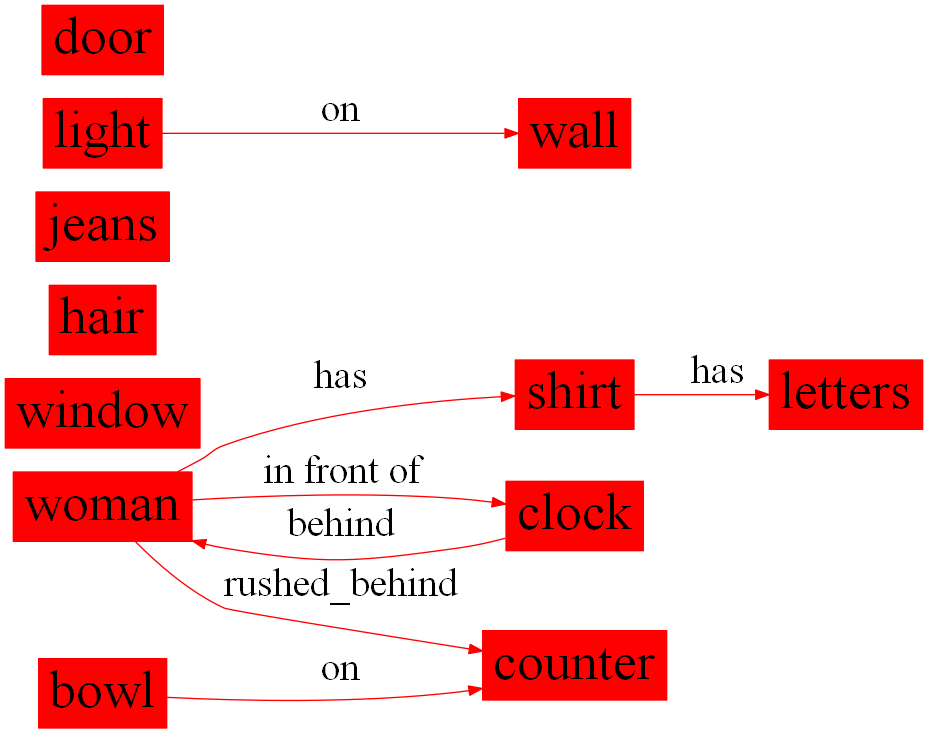 door
light
on
wall
jeans
hair
window
has
shirt
has
letters
woman
in front of
clock
behind
rushed_behind
counter
bowl
on